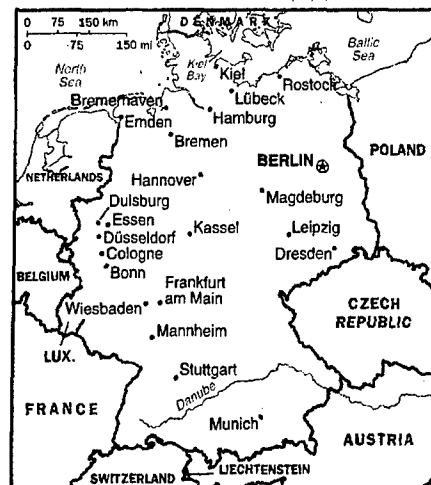 0 75 150 km
0 75 150 mi
DENMARK
North
Sea
Kiel
Bay
Baltic
Sea
Kiel
Rostock
Lübeck
Bremerhaven
Emden
Hamburg
Bremen
BERLIN
POLAND
NETHERLANDS
Hannover
Magdeburg
Duisburg
Essen
Düsseldorf
Kassel
Leipzig
Dresden
Cologne
Bonn
BELGIUM
Frankfurt
am Main
Wiesbaden
CZECH
REPUBLIC
Mannheim
LUX.
Stuttgart
Danube
FRANCE
Munich
AUSTRIA
SWITZERLAND
LIECHTENSTEIN